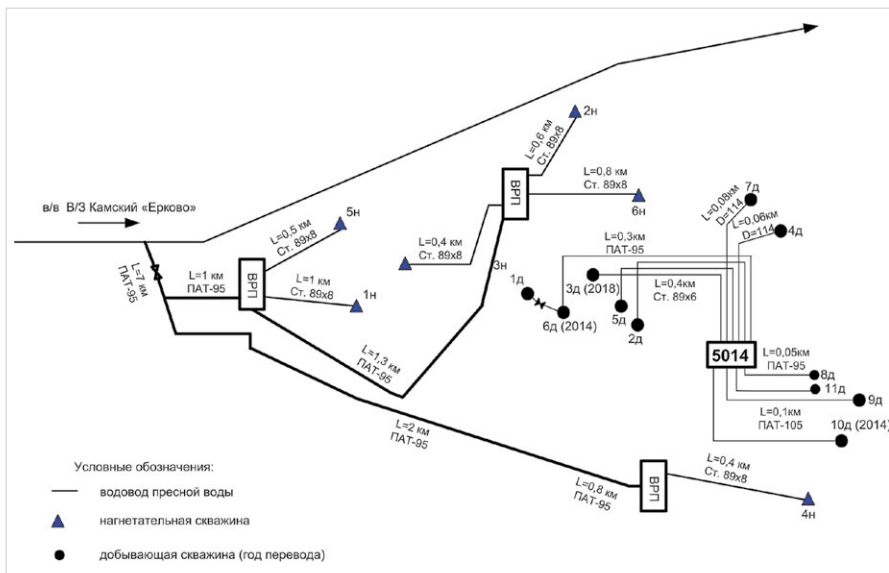 2н
L=0,6 км
Ст. 89х8
ВРП
L=0,8 км
Ст. 89х8
6н
7д
L=0,08км
D=114
L=0,06км
D=114
4д
в/в В/З Камский «Ерково»
L=0,5 км
Ст. 89х8
5н
L=0,4 км
Ст. 89х8
3н
L=0,3км
ПАТ-95
L=7 км
ПАТ-95
L=1 км
ПАТ-95
ВРП
L=1 км
Ст. 89х8
1н
1д
3д (2018)
L=0,4км
Ст. 89х6
6д (2014)
5д
2д
5014
L=0,05км
ПАТ-95
8д
11д
9д
L=0,1км
ПАТ-105
10д (2014)
L=1,3 км
ПАТ-95
L=2 км
ПАТ-95
L=0,8 км
ПАТ-95
ВРП
L=0,4 км
Ст. 89х8
4н
Условные обозначения:
водовод пресной воды
нагнетательная скважина
добывающая скважина (год перевода)